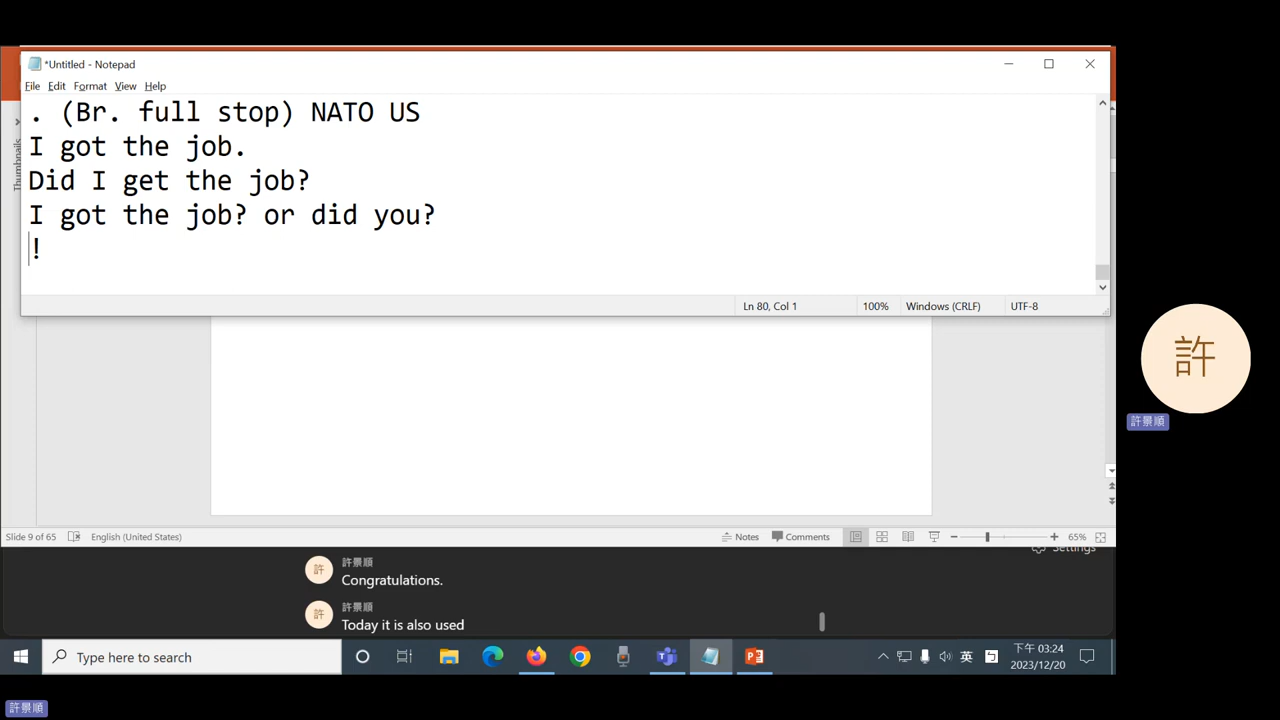 *Untitled - Notepad
File Edit Format View Help
. (Br. full stop) NATO US
I got the job.
Did I get the job?
I got the job? or did you?
!
Ln 80, Col 1 100% Windows (CRLF) UTF-8
Thumbnails
許
許景順
Slide 9 of 65 English (United States) Notes Comments 65%
Settings
許 許景順
Congratulations.
許 許景順
Today it is also used
Type here to search
英
下午 03:24
2023/12/20
許景順